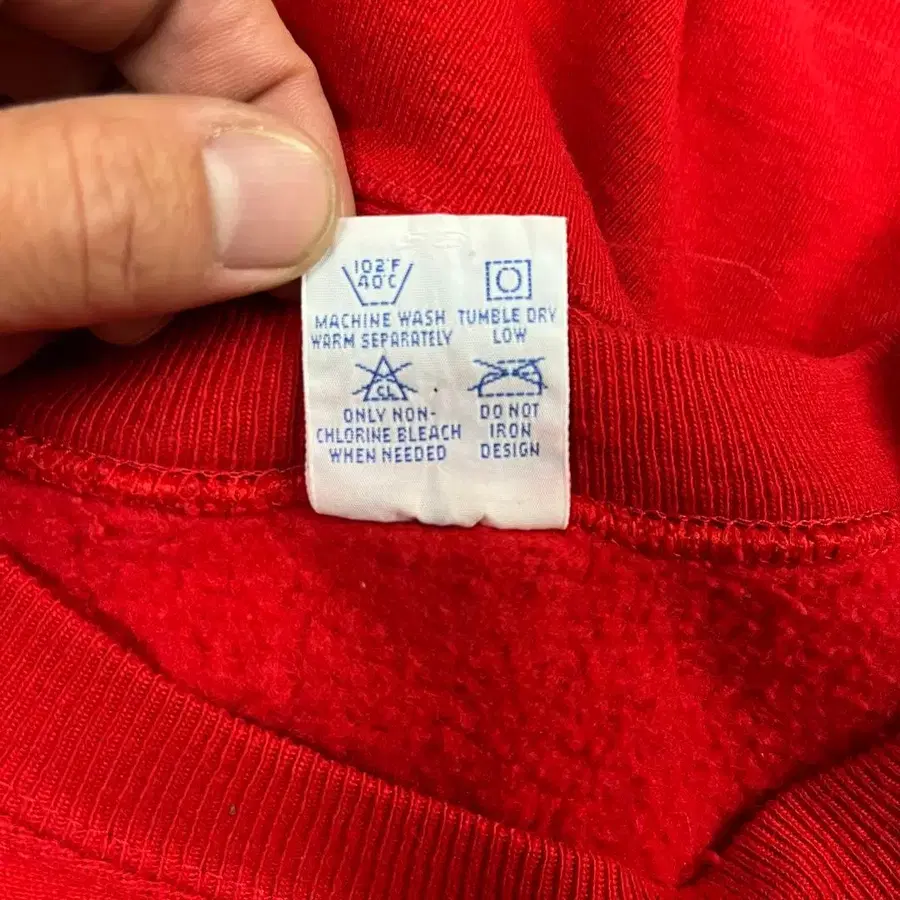 102°F
40°C
MACHINE WASH
WARM SEPARATELY
TUMBLE DRY
LOW
CL
ONLY NON-
CHLORINE BLEACH
WHEN NEEDED
DO NOT
IRON
DESIGN